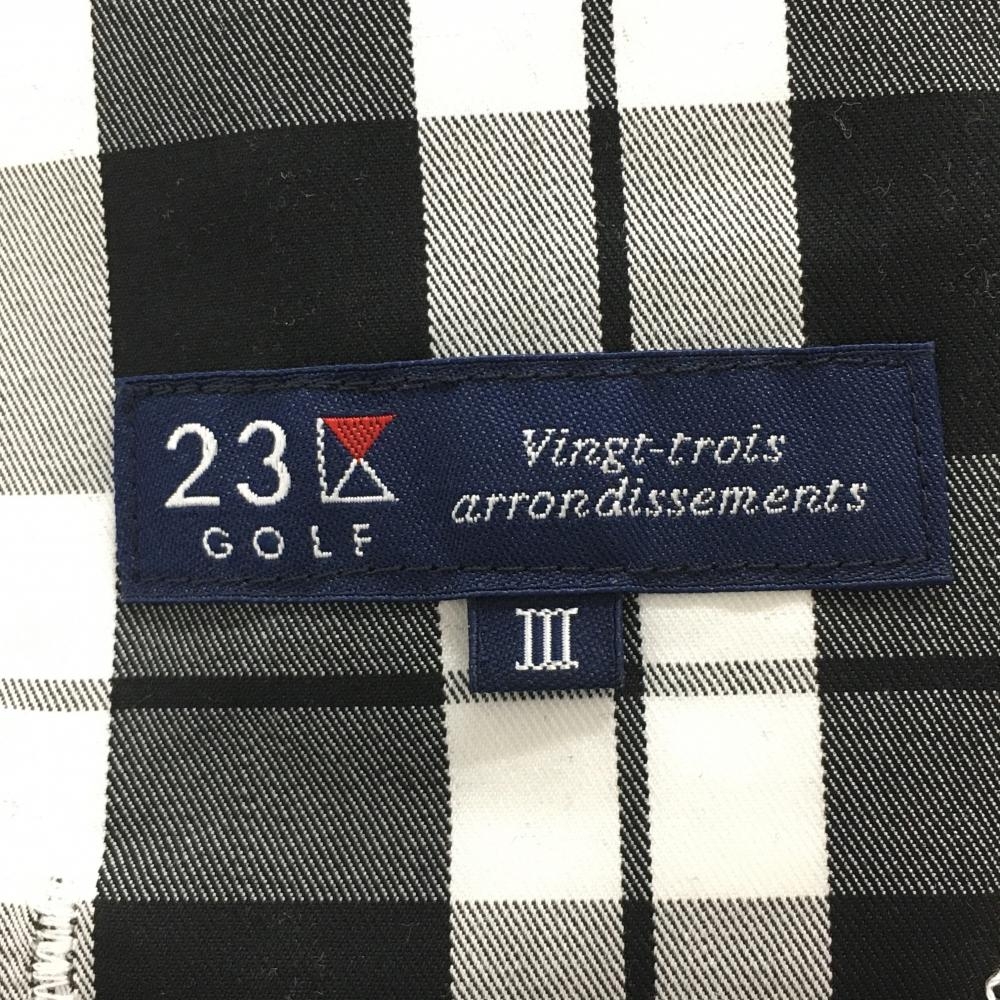 23
GOLF
Vingt-trois
arrondissements
III